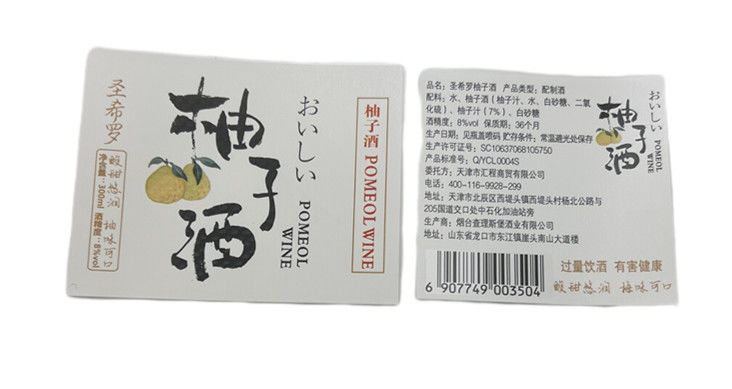 圣希罗
柚子酒
おいしい
POMEOL
WINE
柚子酒 POMEOL WINE
酸甜悠润 梅味可口
净含量：300ml 酒精度：8%vol
品名：圣希罗柚子酒 产品类型：配制酒
配料：水、柚子酒（柚子汁、水、白砂糖、二氧
化硫）、柚子汁（7%）、白砂糖
酒精度：8%vol 保质期：36个月
生产日期：见瓶盖喷码 贮存条件：常温避光处保存
生产许可证号：SC10637068105750
产品标准号：Q/YCL0004S
委托方：天津市汇程商贸有限公司
电话：400-116-9928-299
地址：天津市北辰区西堤头镇西堤头村杨北公路与
205国道交口处中石化加油站旁
生产商：烟台查理斯堡酒业有限公司
地址：山东省龙口市东江镇崖头南山大道楼
柚子酒
おいしい
POMEOL
WINE
6 907749 003504
过量饮酒 有害健康
酸甜悠润 梅味可口